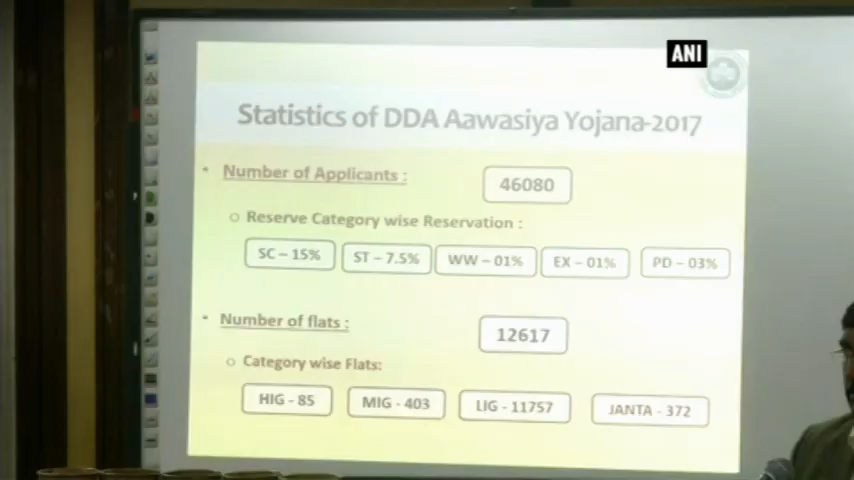 ANI
Statistics of DDA Aawasiya Yojana-2017
• Number of Applicants : 46080
○ Reserve Category wise Reservation :
SC – 15% ST – 7.5% WW – 01% EX – 01% PD – 03%
• Number of flats : 12617
○ Category wise Flats:
HIG - 85 MIG - 403 LIG - 11757 JANTA - 372